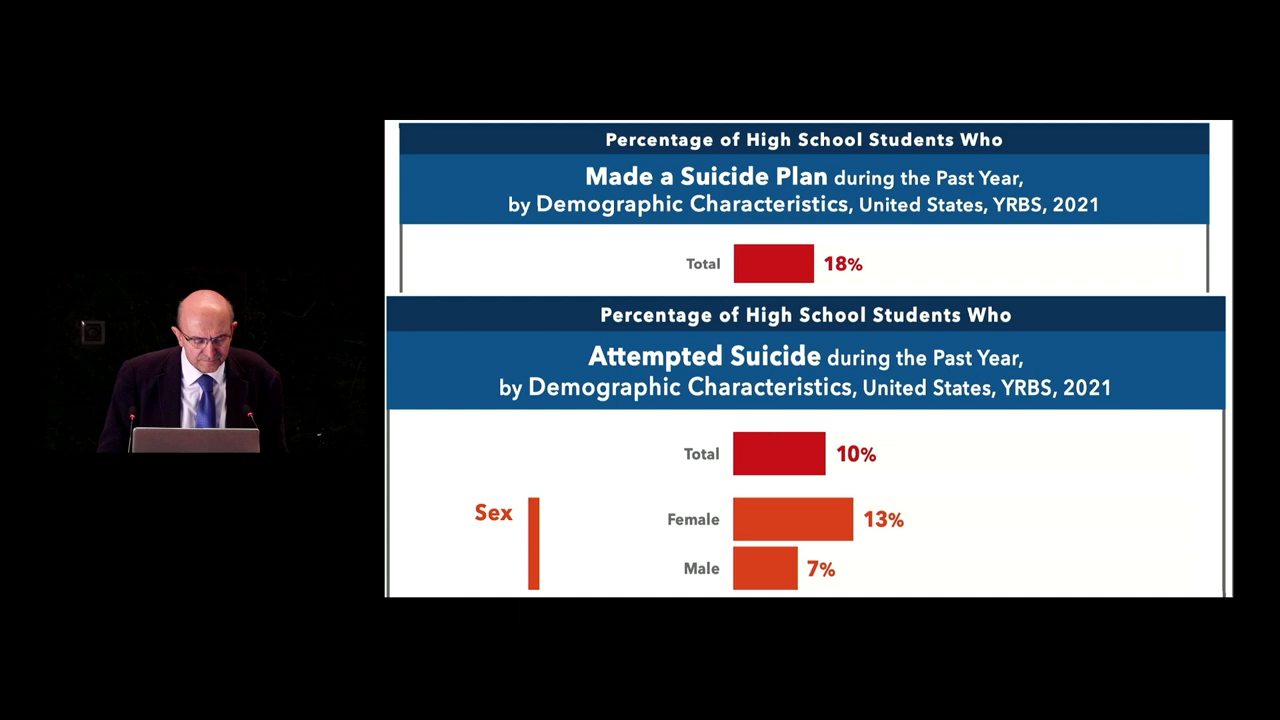 Percentage of High School Students Who
Made a Suicide Plan during the Past Year,
by Demographic Characteristics, United States, YRBS, 2021
Total 18%
Percentage of High School Students Who
Attempted Suicide during the Past Year,
by Demographic Characteristics, United States, YRBS, 2021
Total 10%
Sex Female 13%
Male 7%